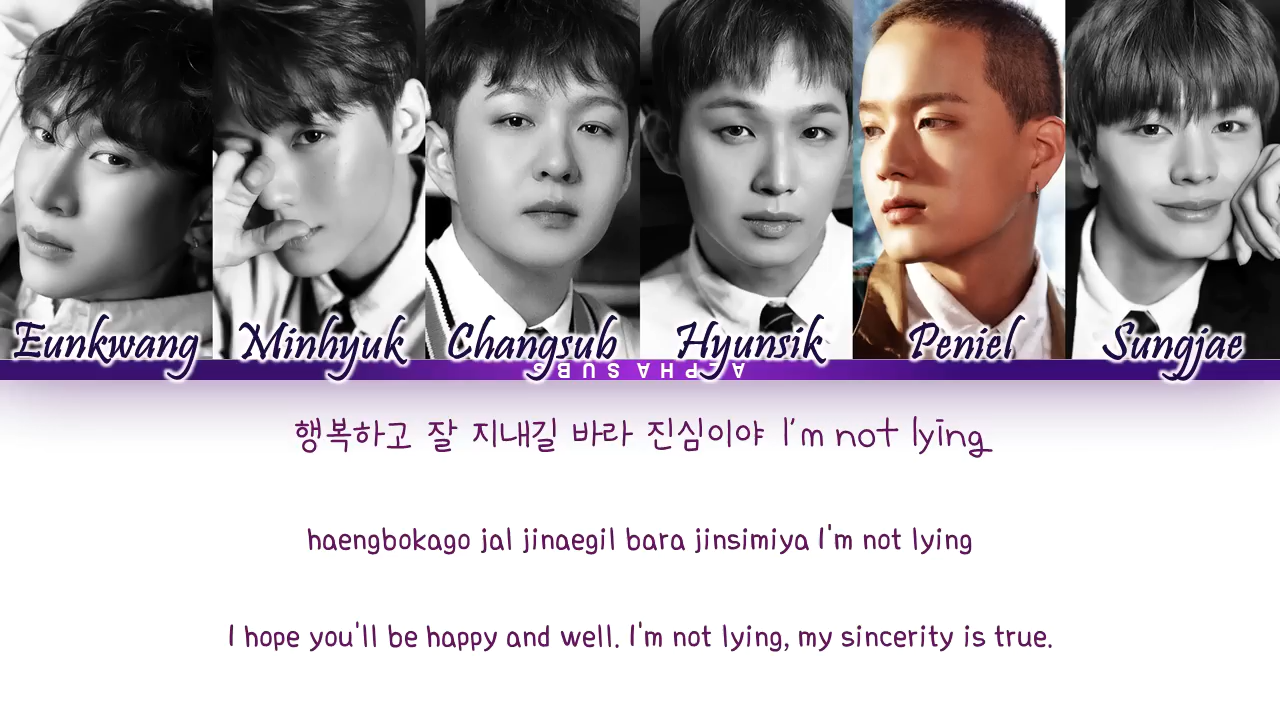 Eunkwang Minhyuk Changsub Hyunsik Peniel Sungjae
ALPHA SUBS
행복하고 잘 지내길 바라 진심이야 I'm not lying
haengbokago jal jinaegil bara jinsimiya I'm not lying
I hope you'll be happy and well. I'm not lying, my sincerity is true.